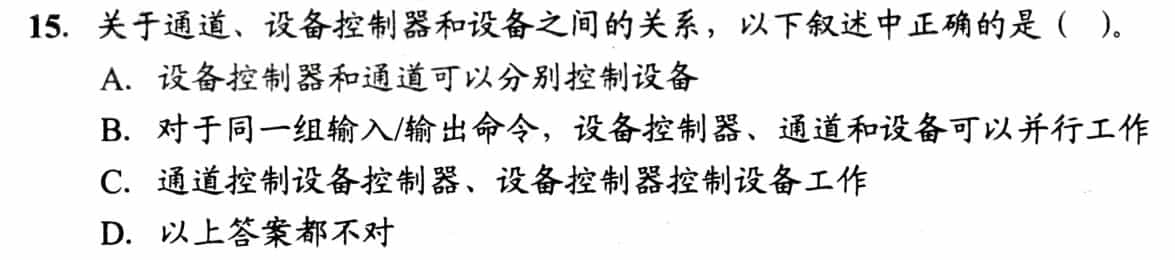 15. 关于通道、设备控制器和设备之间的关系，以下叙述中正确的是（ ）。
A. 设备控制器和通道可以分别控制设备
B. 对于同一组输入/输出命令，设备控制器、通道和设备可以并行工作
C. 通道控制设备控制器、设备控制器控制设备工作
D. 以上答案都不对